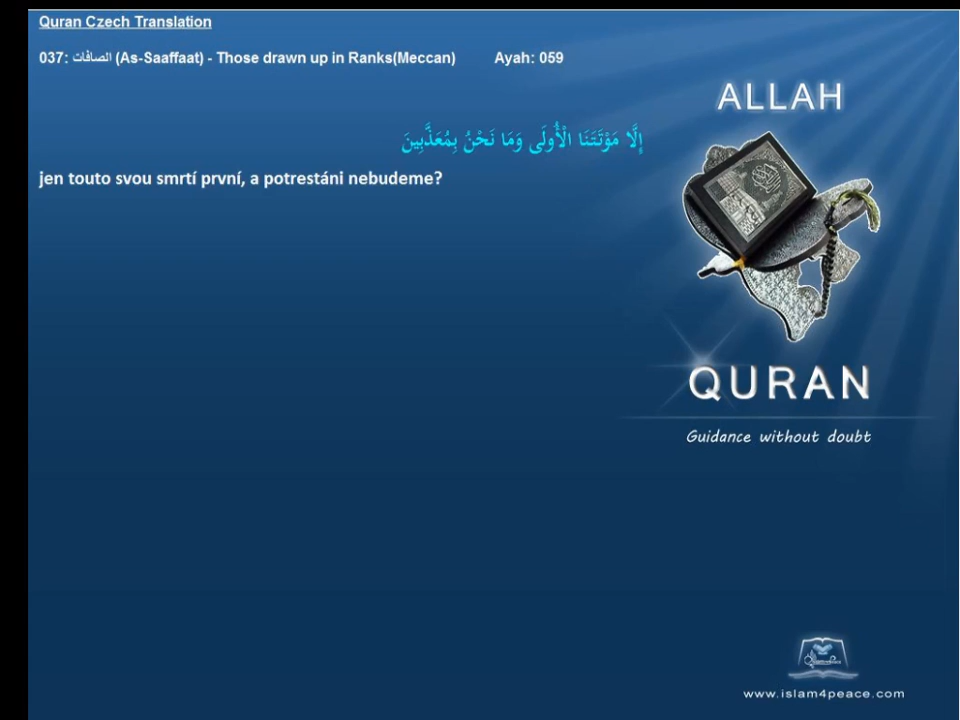 Quran Czech Translation
037: الصافات (As-Saaffaat) - Those drawn up in Ranks(Meccan) Ayah: 059
ALLAH
إِلَّا مَوْتَتَنَا الْأُولَى وَمَا نَحْنُ بِمُعَذَّبِينَ
jen touto svou smrtí první, a potrestáni nebudeme?
QURAN
Guidance without doubt
www.islam4peace.com